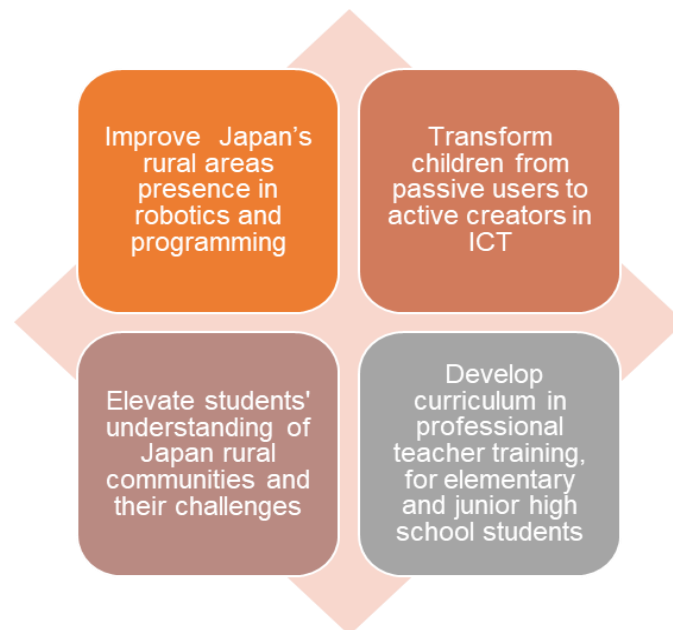 Improve Japan’s
rural areas
presence in
robotics and
programming
Transform
children from
passive users to
active creators in
ICT
Elevate students'
understanding of
Japan rural
communities and
their challenges
Develop
curriculum in
professional
teacher training,
for elementary
and junior high
school students